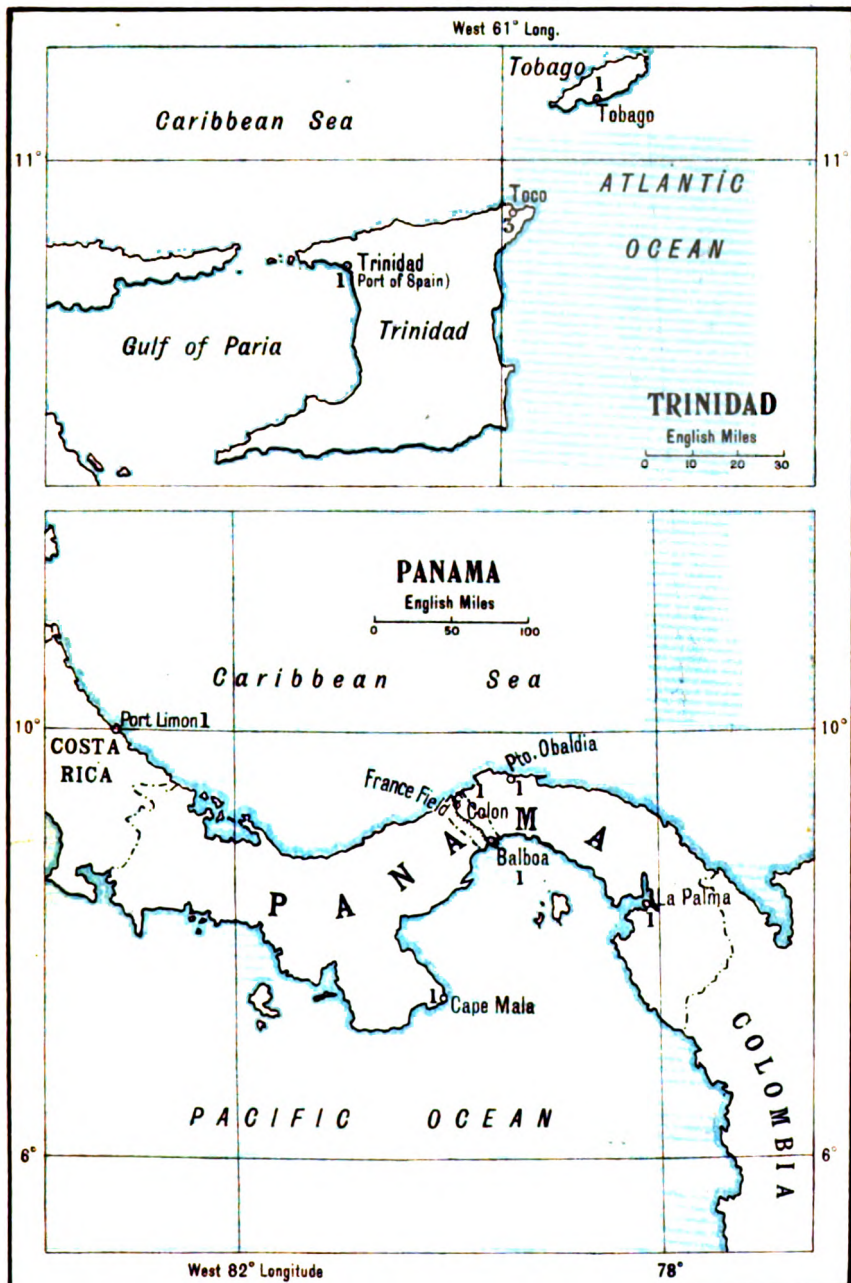 West 61° Long.
Tobago
1
Tobago
Caribbean Sea
11°
11°
ATLANTIC
OCEAN
Toco
3
Trinidad
1 Port of Spain)
Gulf of Paria
Trinidad
TRINIDAD
English Miles
0 10 20 30
PANAMA
English Miles
0 50 100
Caribbean Sea
10°
10°
Port Limon 1
COSTA
RICA
Pto. Obaldia
1
France Field
1
Colon
PANAMA
Balboa
1
La Palma
1
1 Cape Mala
COLOMBIA
PACIFIC OCEAN
6°
6°
West 82° Longitude
78°